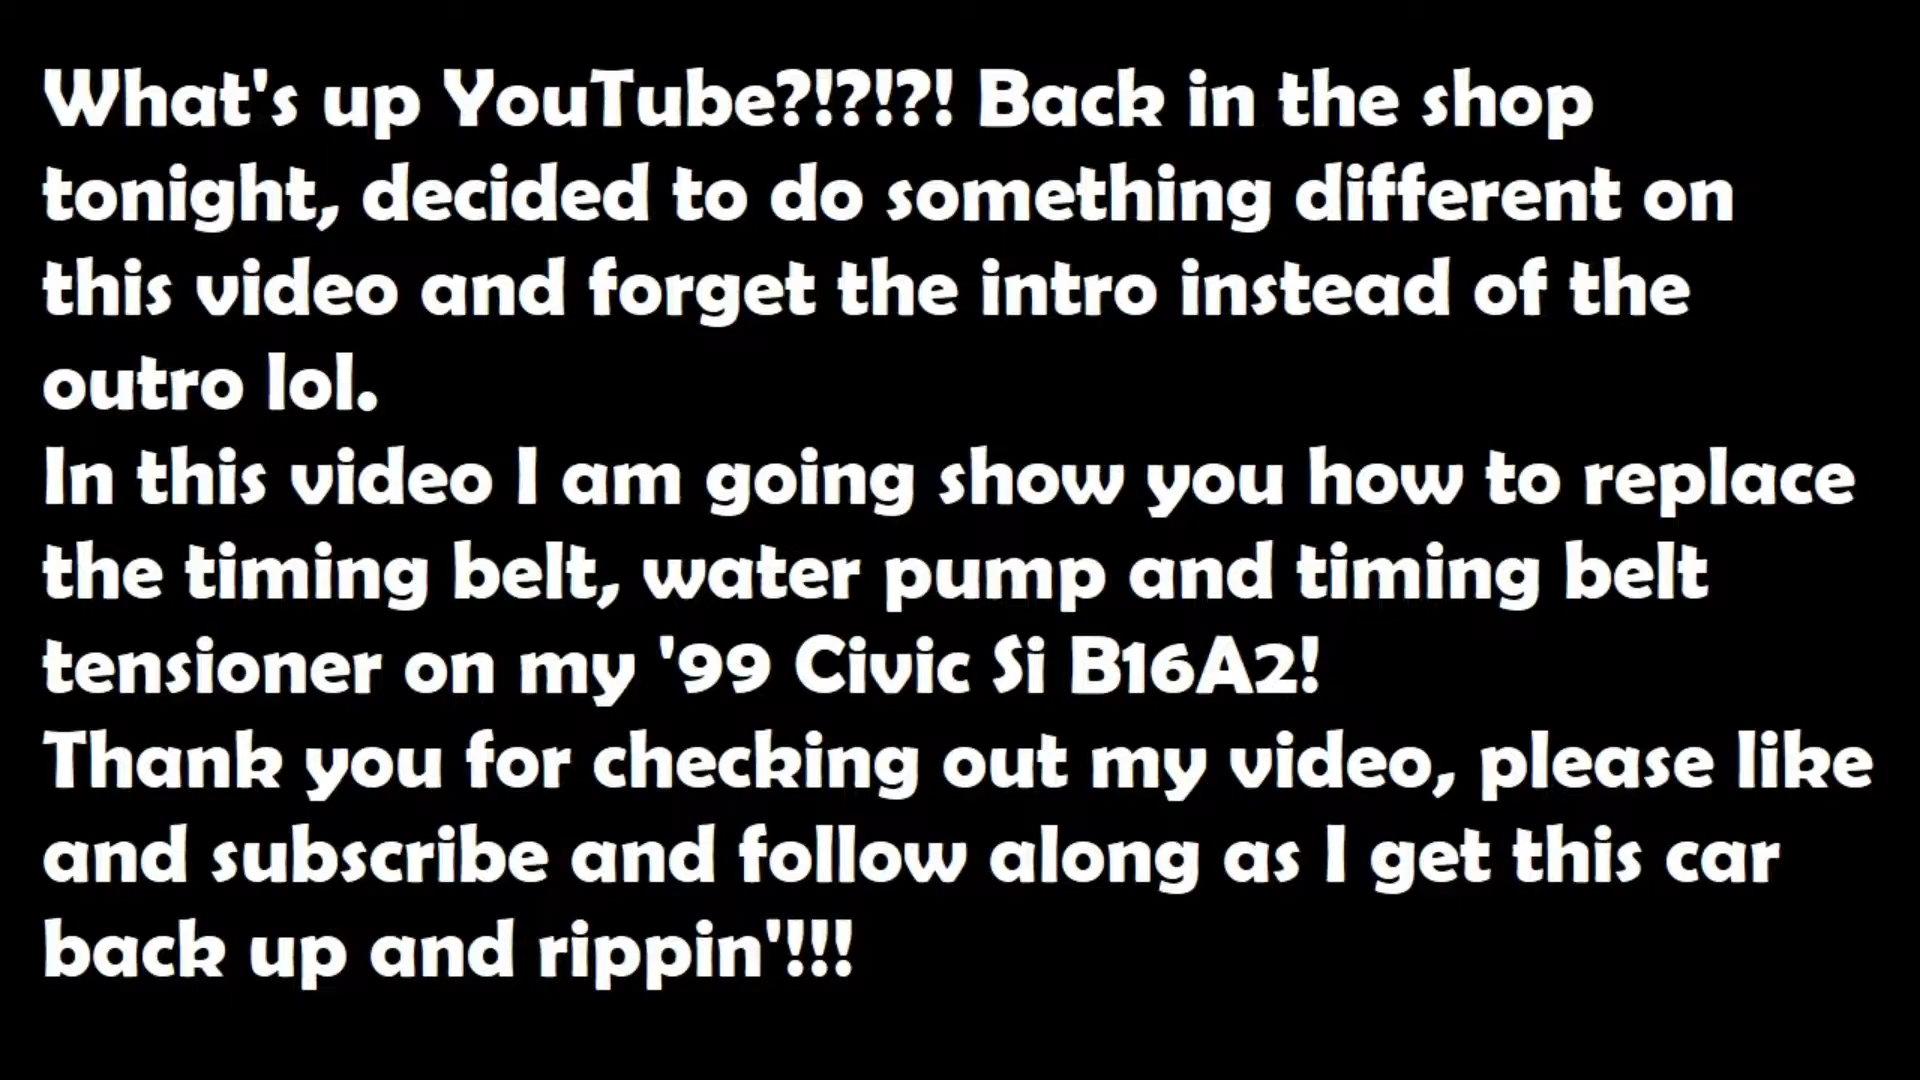 What's up YouTube?!?!?! Back in the shop
tonight, decided to do something different on
this video and forget the intro instead of the
outro lol.
In this video I am going show you how to replace
the timing belt, water pump and timing belt
tensioner on my '99 Civic Si B16A2!
Thank you for checking out my video, please like
and subscribe and follow along as I get this car
back up and rippin'!!!